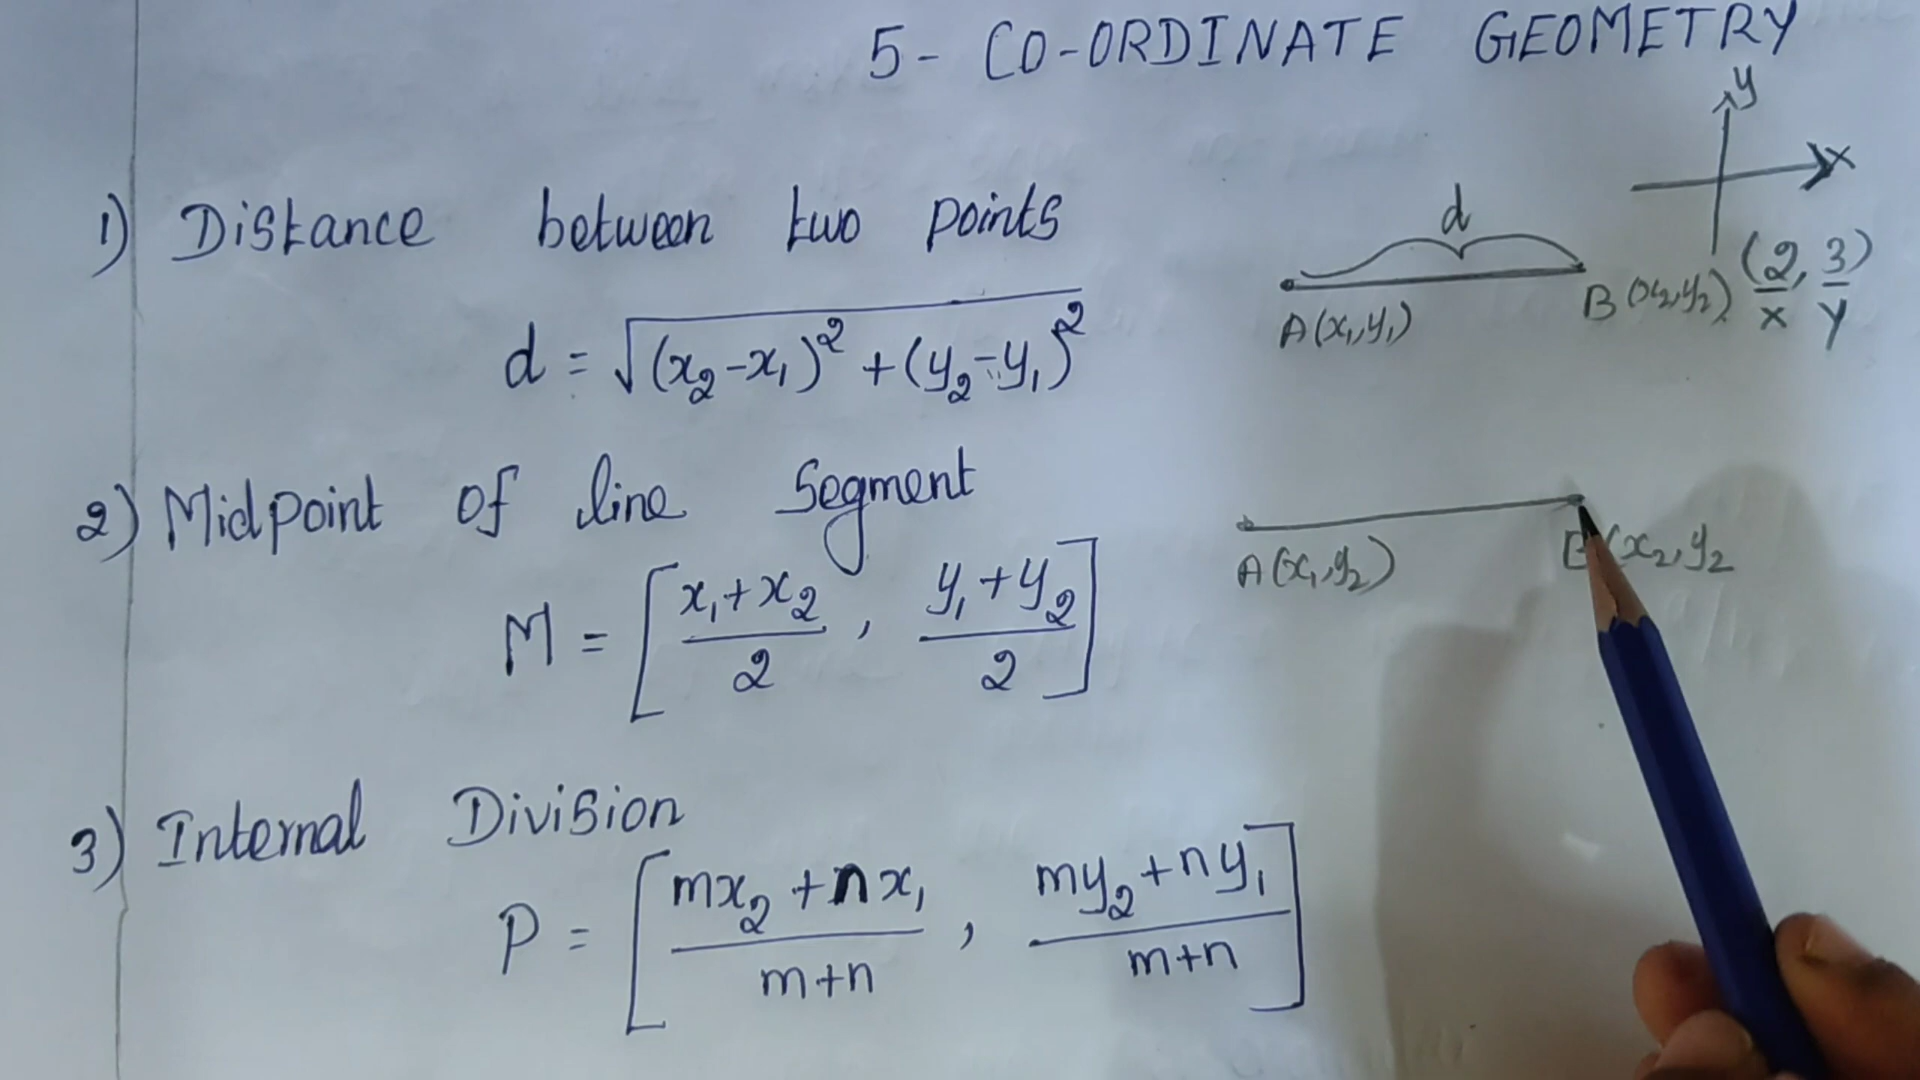 5 - CO-ORDINATE GEOMETRY
y
x
1) Distance between two points
d
A(x₁,y₁)
B(x₂,y₂)
(2, 3)
x y
d = √(x₂-x₁)² + (y₂-y₁)²
2) Midpoint of line segment
A(x₁,y₂)
B(x₂,y₂
M = [x₁+x₂/2 , y₁+y₂/2]
3) Internal Division
P = [mx₂+nx₁/m+n , my₂+ny₁/m+n]